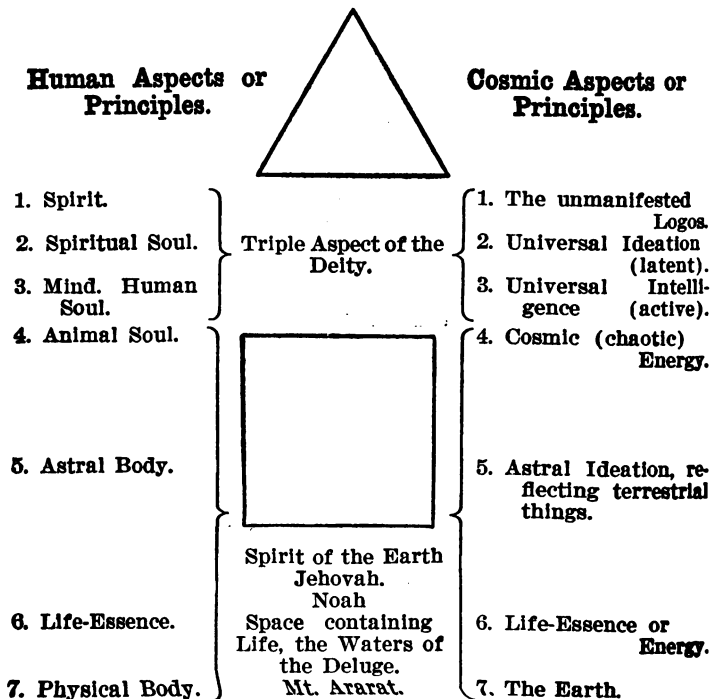 Human Aspects or
Principles.
Cosmic Aspects or
Principles.
1. Spirit.
2. Spiritual Soul.
3. Mind. Human
Soul.
4. Animal Soul.
5. Astral Body.
6. Life-Essence.
7. Physical Body.
Triple Aspect of the
Deity.
Spirit of the Earth
Jehovah.
Noah
Space containing
Life, the Waters of
the Deluge.
Mt. Ararat.
1. The unmanifested
Logos.
2. Universal Ideation
(latent).
3. Universal Intelli-
gence (active).
4. Cosmic (chaotic)
Energy.
5. Astral Ideation, re-
flecting terrestrial
things.
6. Life-Essence or
Energy.
7. The Earth.